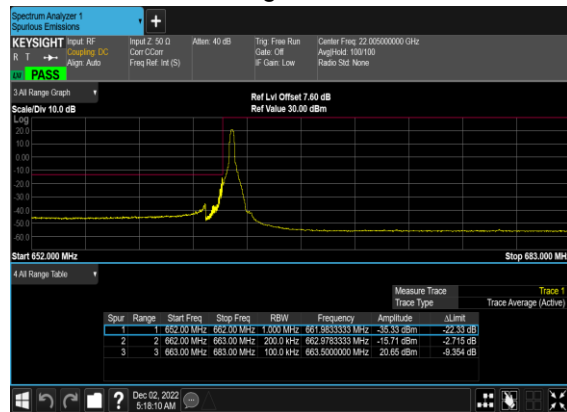 Spectrum Analyzer 1
Spurious Emissions
+
KEYSIGHT Input: RF Input Z: 50 Ω Atten: 40 dB Trig: Free Run Center Freq: 22.005000000 GHz
R T Coupling: DC Corr CCorr Gate: Off Avg|Hold: 100/100
Align: Auto Freq Ref: Int (S) IF Gain: Low Radio Std: None
PASS
3 All Range Graph
Ref Lvl Offset 7.60 dB
Scale/Div 10.0 dB Ref Value 30.00 dBm
Log
20.0
10.0
0.00
-10.0
-20.0
-30.0
-40.0
-50.0
-60.0
Start 652.000 MHz Stop 683.000 MH
4 All Range Table
Measure Trace Trace 1
Trace Type Trace Average (Active)
Spur Range Start Freq Stop Freq RBW Frequency Amplitude ΔLimit
1 1 652.00 MHz 662.00 MHz 1.000 MHz 661.9833333 MHz -35.33 dBm -22.33 dB
2 2 662.00 MHz 663.00 MHz 200.0 kHz 662.9783333 MHz -15.71 dBm -2.715 dB
3 3 663.00 MHz 683.00 MHz 100.0 kHz 663.5000000 MHz 20.65 dBm -9.354 dB
? Dec 02, 2022
5:18:10 AM